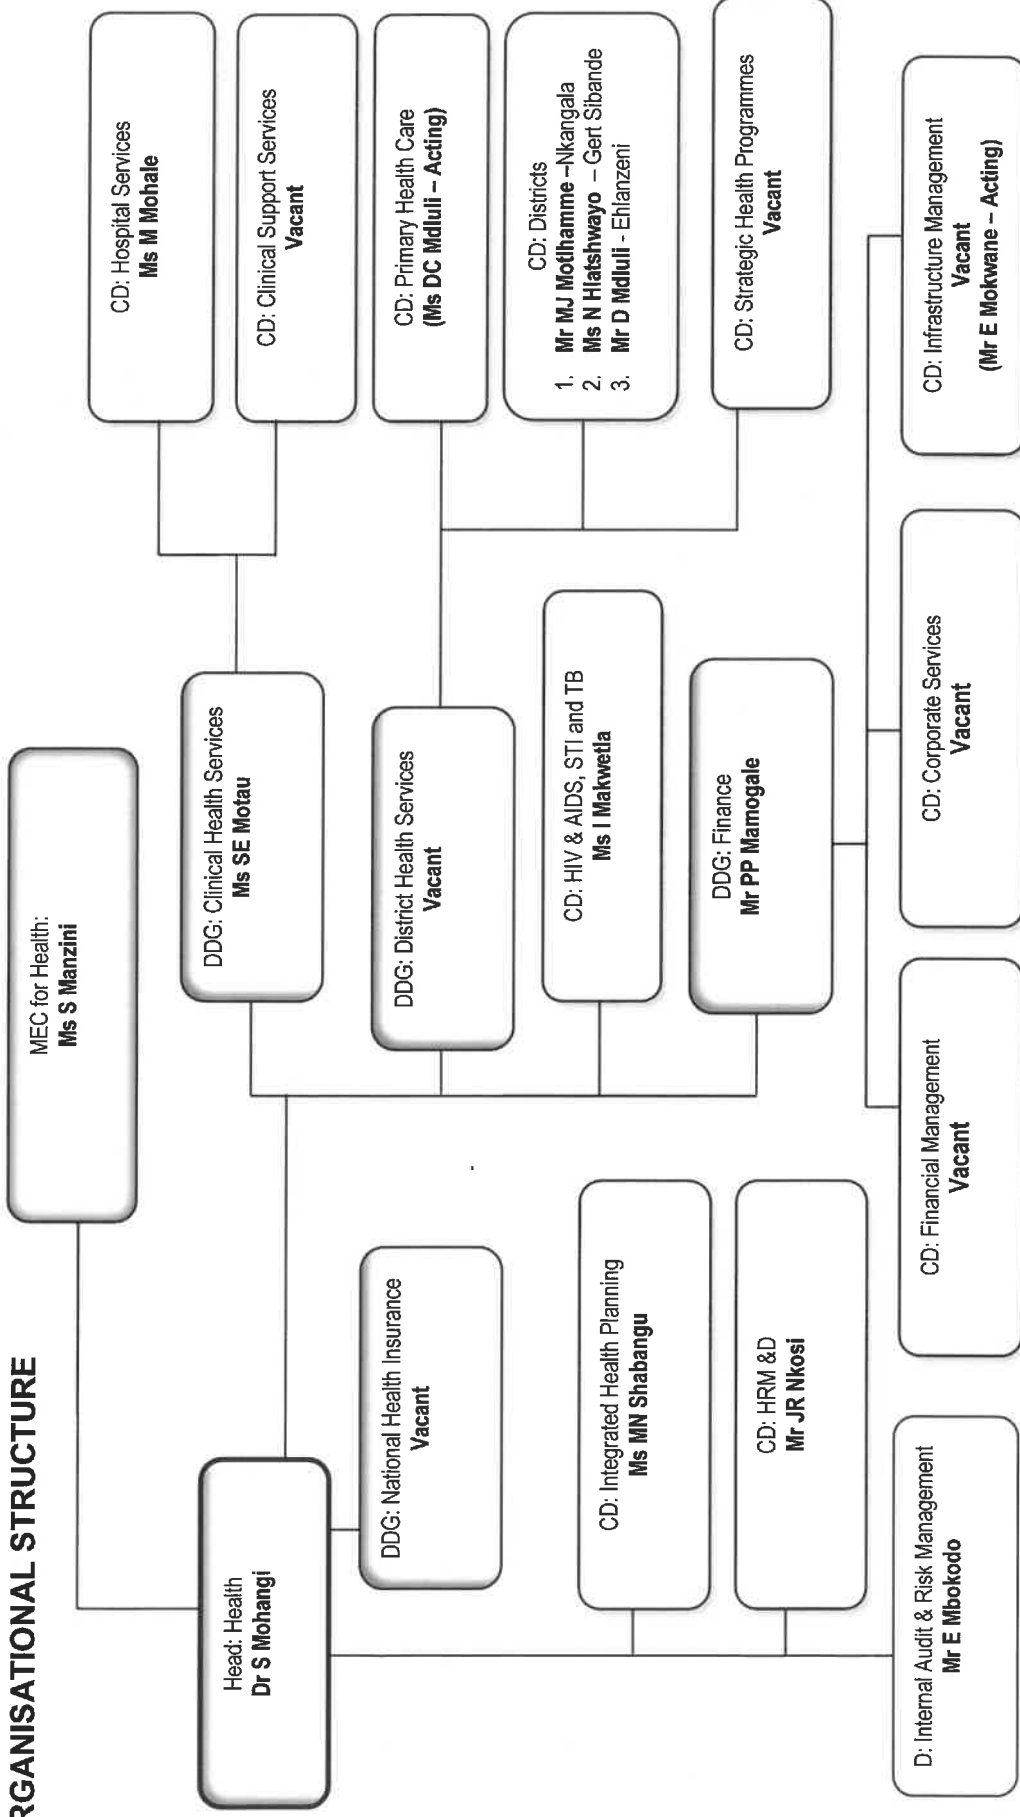 RGANISATIONAL STRUCTURE
MEC for Health:
Ms S Manzini
Head: Health
Dr S Mohangi
DDG: National Health Insurance
Vacant
CD: Integrated Health Planning
Ms MN Shabangu
CD: HRM &D
Mr JR Nkosi
D: Internal Audit & Risk Management
Mr E Mbokodo
DDG: Clinical Health Services
Ms SE Motau
DDG: District Health Services
Vacant
CD: HIV & AIDS, STI and TB
Ms I Makwetla
DDG: Finance
Mr PP Mamogale
CD: Hospital Services
Ms M Mohale
CD: Clinical Support Services
Vacant
CD: Primary Health Care
(Ms DC Mdluli – Acting)
CD: Districts
1. Mr MJ Motlhamme –Nkangala
2. Ms N Hlatshwayo – Gert Sibande
3. Mr D Mdluli - Ehlanzeni
CD: Strategic Health Programmes
Vacant
CD: Financial Management
Vacant
CD: Corporate Services
Vacant
CD: Infrastructure Management
Vacant
(Mr E Mokwane – Acting)